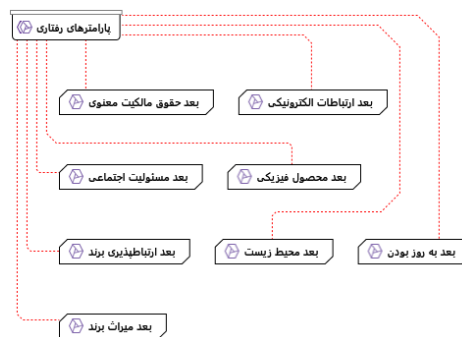 پارامترهای رفتاری
بعد ارتباطات الکترونیکی
بعد حقوق مالکیت معنوی
بعد محصول فیزیکی
بعد مسئولیت اجتماعی
بعد به روز بودن
بعد محیط زیست
بعد ارتباطپذیری برند
بعد میراث برند